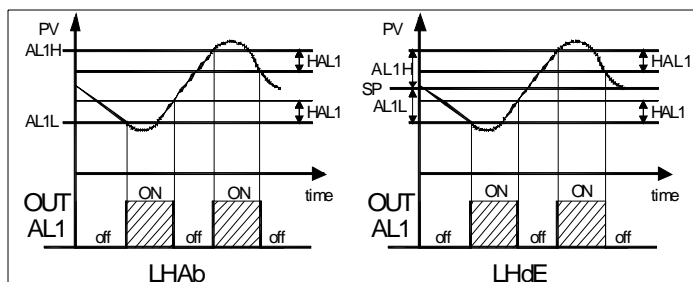 PV
AL1H
HAL1
HAL1
AL1L
time
ON ON
OUT
AL1
off off off
LHAb
PV
AL1H
HAL1
SP
AL1L
HAL1
time
ON ON
OUT
AL1
off off off
LHdE